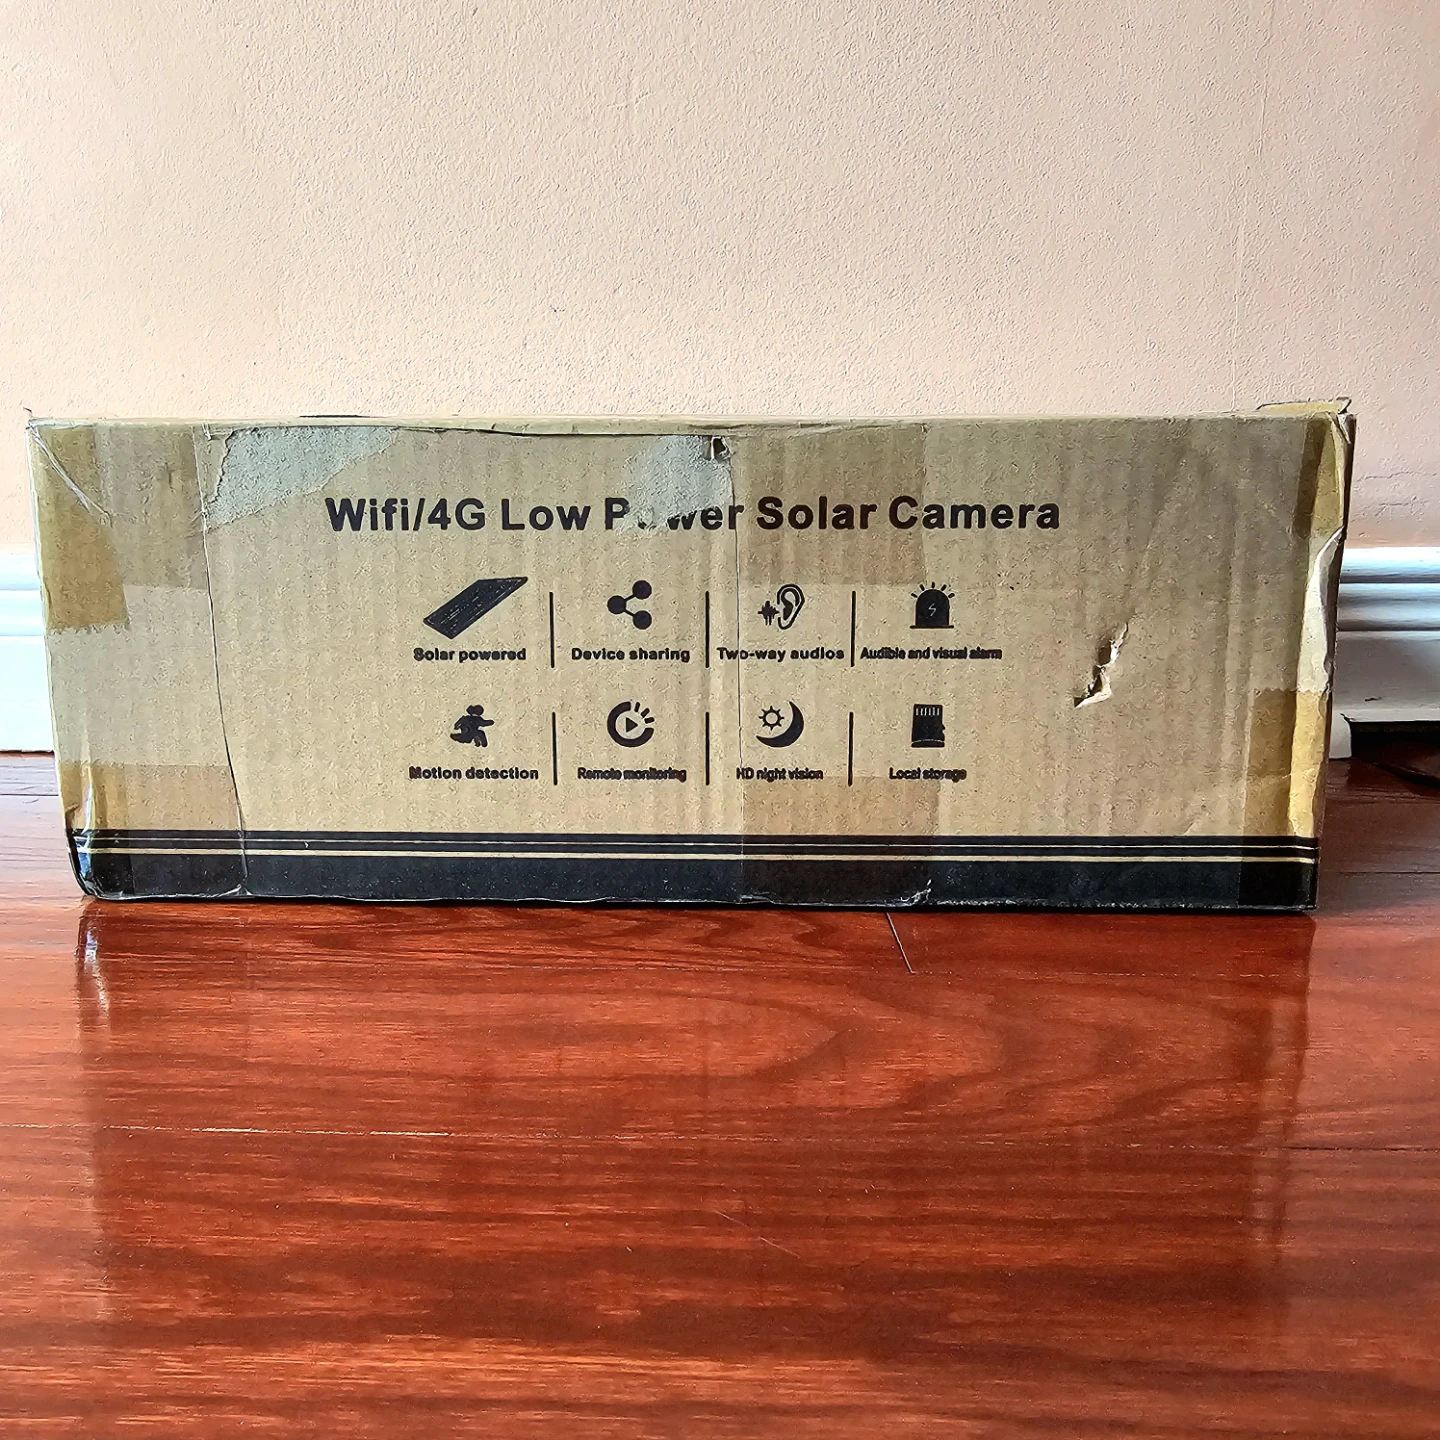 Wifi/4G Low P. wer Solar Camera
Solar powered
Device sharing
Two-way audios
Audible and visual alarm
Motion detection
Remote monitoring
HD night vision
Local storage